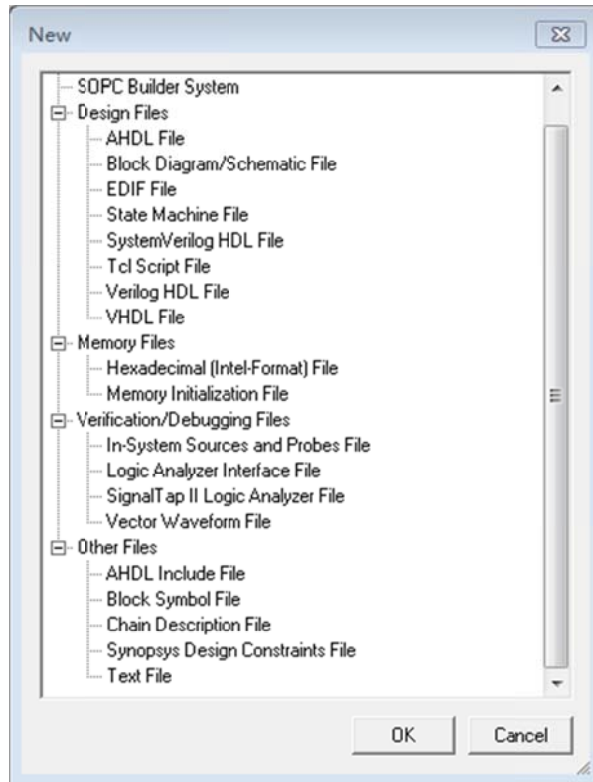 New
SOPC Builder System
Design Files
AHDL File
Block Diagram/Schematic File
EDIF File
State Machine File
SystemVerilog HDL File
Tcl Script File
Verilog HDL File
VHDL File
Memory Files
Hexadecimal (Intel-Format) File
Memory Initialization File
Verification/Debugging Files
In-System Sources and Probes File
Logic Analyzer Interface File
SignalTap II Logic Analyzer File
Vector Waveform File
Other Files
AHDL Include File
Block Symbol File
Chain Description File
Synopsys Design Constraints File
Text File
OK Cancel